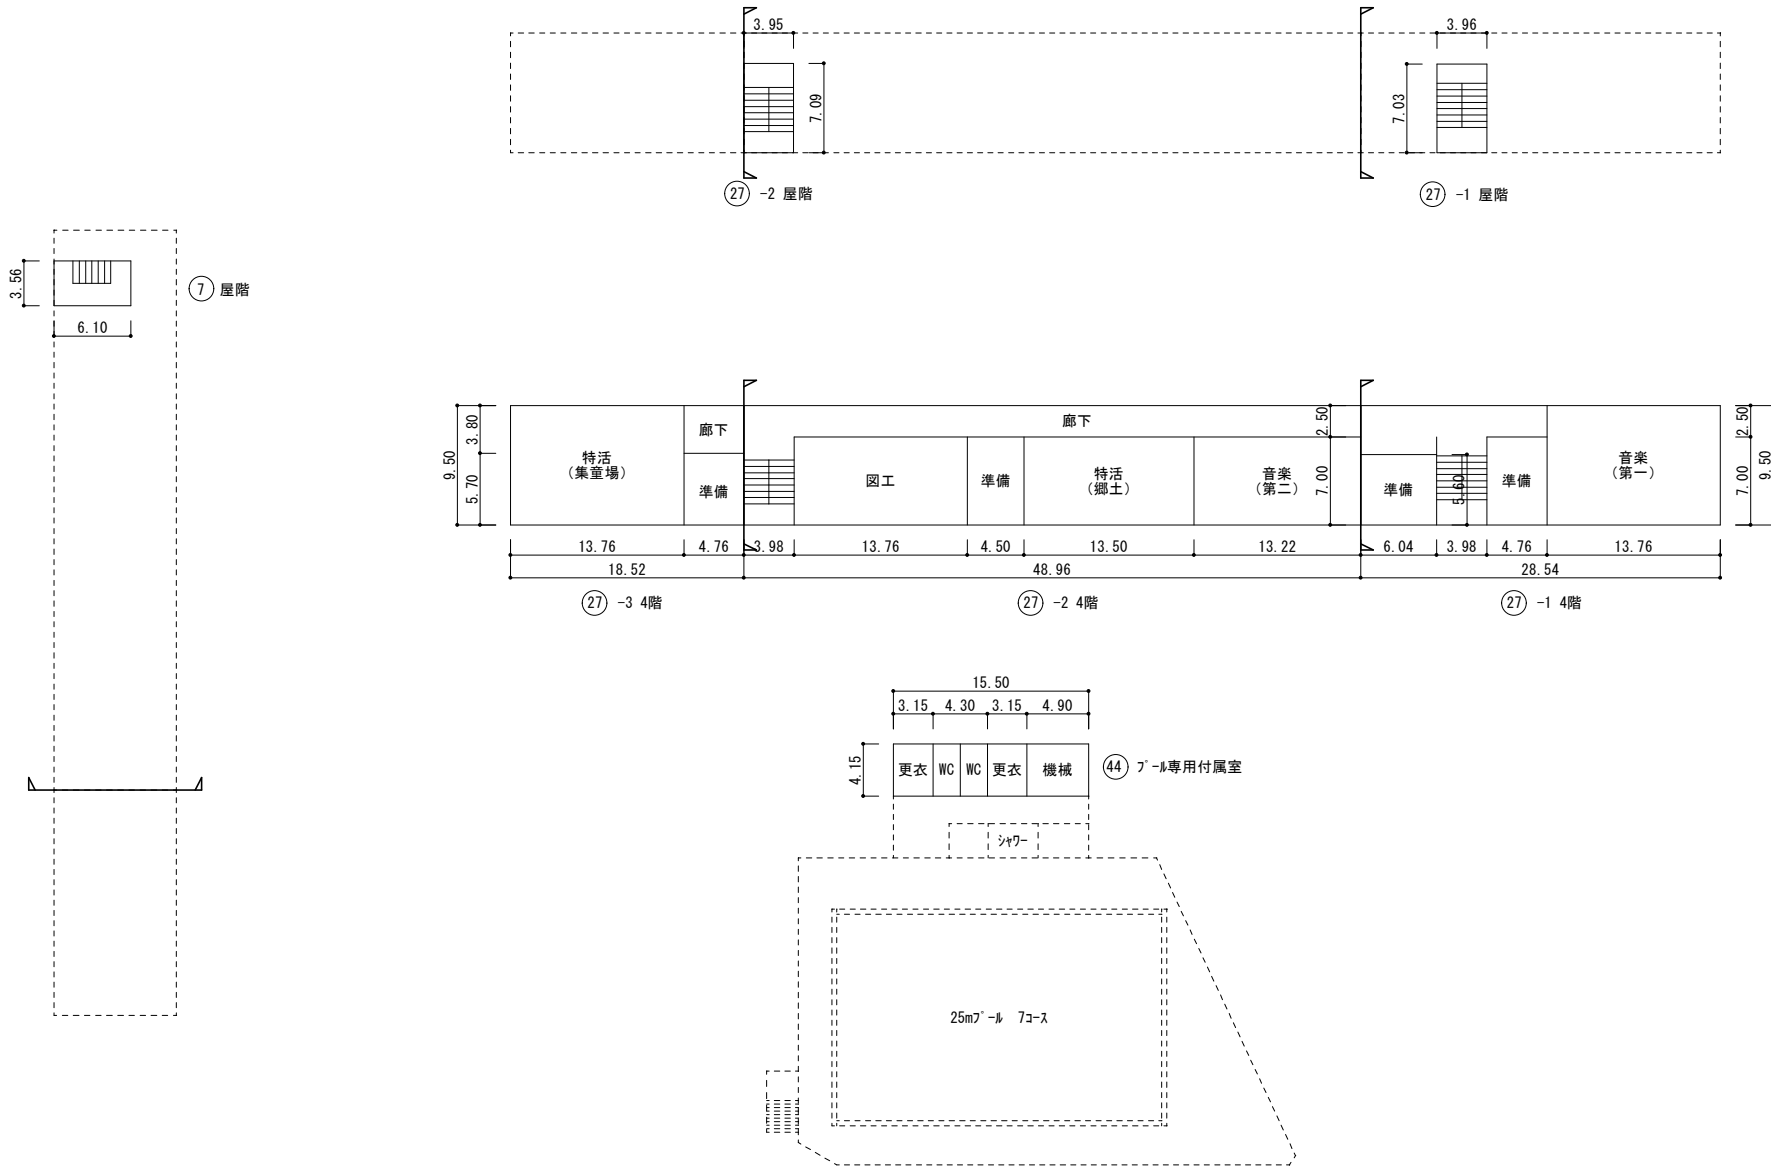 3.95
3.96
7.09
7.03
27 -2 屋階
27 -1 屋階
3.56
7 屋階
6.10
9.50
3.80
5.70
特活
(集童場)
廊下
準備
廊下
図工
準備
特活
(郷土)
音楽
(第二)
2.50
7.00
準備
5.60
準備
音楽
(第一)
2.50
7.00
9.50
13.76 4.76 3.98 13.76 4.50 13.50 13.22 6.04 3.98 4.76 13.76
18.52 48.96 28.54
27 -3 4階
27 -2 4階
27 -1 4階
15.50
3.15 4.30 3.15 4.90
4.15
更衣 WC WC 更衣 機械
44 プール専用付属室
シャワー
25mプール 7コース